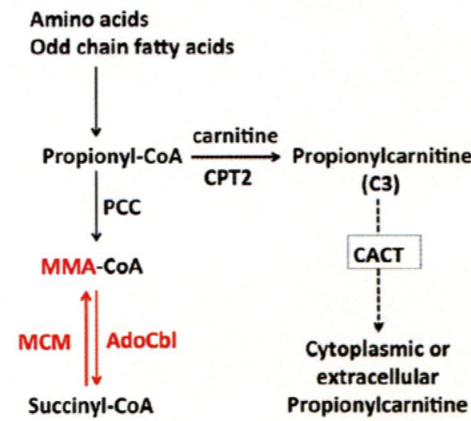 Amino acids
Odd chain fatty acids
carnitine
Propionyl-CoA
Propionylcarnitine
CPT2
(C3)
PCC
CACT
MMA-CoA
MCM
AdoCbl
Cytoplasmic or
extracellular
Succinyl-CoA
Propionylcarnitine